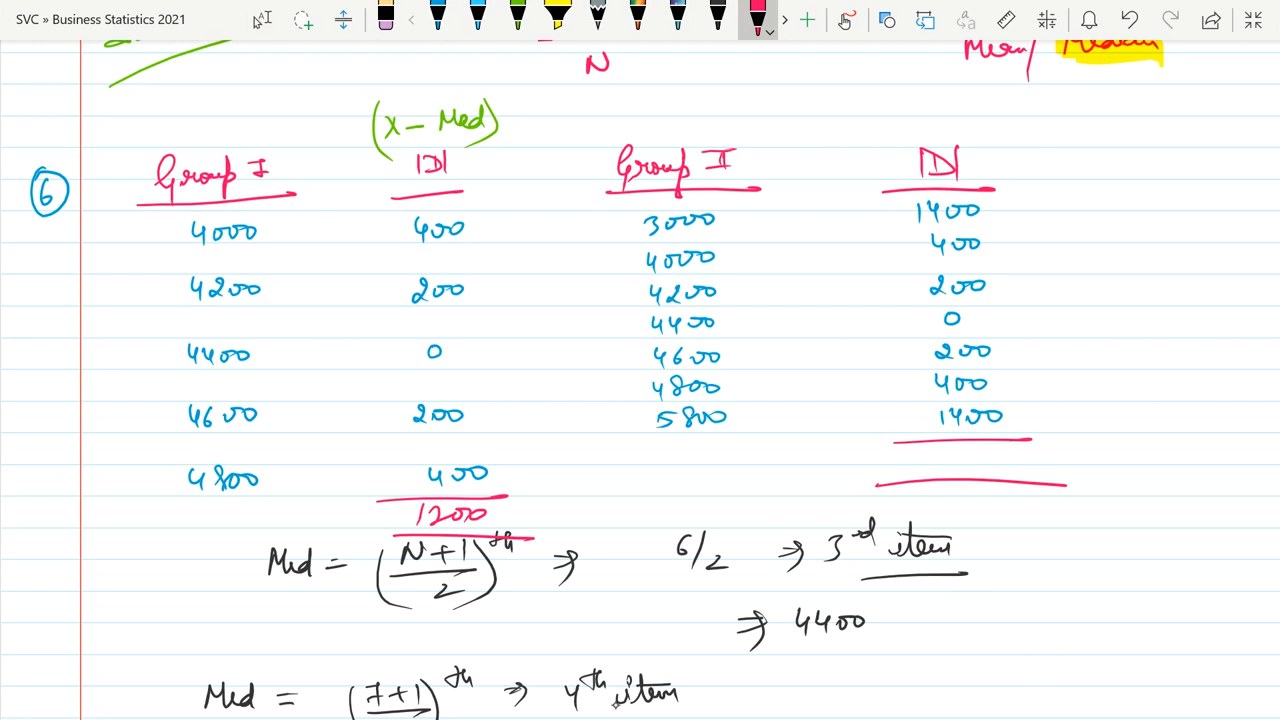 SVC » Business Statistics 2021
N
Mean/ Median
(X - Med)
⑥ Group I |D| Group II |D|
4000 400 3000 1400
4000 400
4200 200 4200 200
4400 0
4400 0 4600 200
4800 400
4600 200 5800 1400
4800 400
1200
Med = (N+1/2)th ⇒ 6/2 ⇒ 3rd item
⇒ 4400
Med = (7+1)th ⇒ 4th item